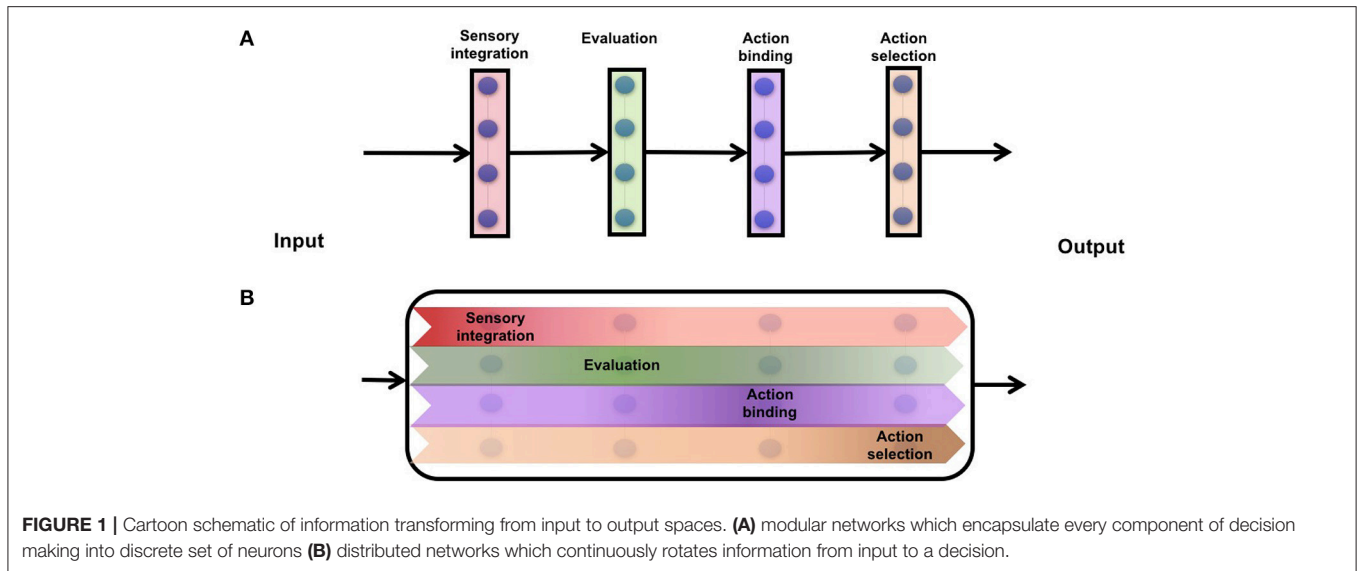 A
Sensory
integration
Evaluation
Action
binding
Action
selection
Input
Output
B
Sensory
integration
Evaluation
Action
binding
Action
selection
FIGURE 1 | Cartoon schematic of information transforming from input to output spaces. (A) modular networks which encapsulate every component of decision
making into discrete set of neurons (B) distributed networks which continuously rotates information from input to a decision.